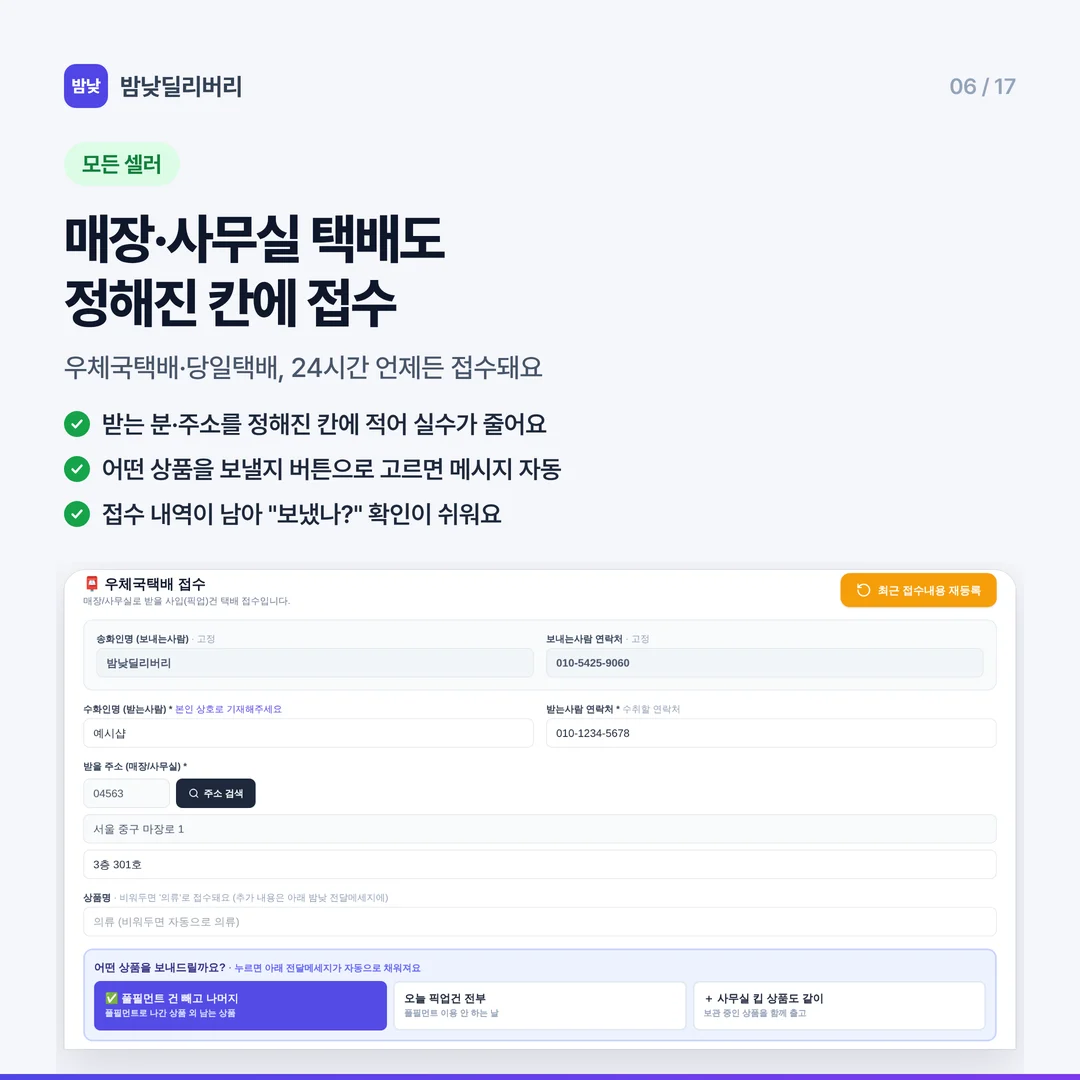 밤낮 밤낮딜리버리 06 / 17
모든 셀러
매장·사무실 택배도
정해진 칸에 접수
우체국택배·당일택배, 24시간 언제든 접수돼요
받는 분·주소를 정해진 칸에 적어 실수가 줄어요
어떤 상품을 보낼지 버튼으로 고르면 메시지 자동
접수 내역이 남아 "보냈나?" 확인이 쉬워요
우체국택배 접수
매장/사무실로 받을 사입(픽업)건 택배 접수입니다.
최근 접수내용 재등록
송화인명 (보내는사람) · 고정
밤낮딜리버리
보내는사람 연락처 · 고정
010-5425-9060
수화인명 (받는사람) * 본인 상호로 기재해주세요
예시샵
받는사람 연락처 * 수취할 연락처
010-1234-5678
받을 주소 (매장/사무실) *
04563 주소 검색
서울 중구 마장로 1
3층 301호
상품명 · 비워두면 '의류'로 접수돼요 (추가 내용은 아래 밤낮 전달메세지에)
의류 (비워두면 자동으로 의류)
어떤 상품을 보내드릴까요? · 누르면 아래 전달메세지가 자동으로 채워져요
✅ 풀필먼트 건 빼고 나머지
풀필먼트로 나간 상품 외 남는 상품
오늘 픽업건 전부
풀필먼트 이용 안 하는 날
+ 사무실 킵 상품도 같이
보관 중인 상품을 함께 출고